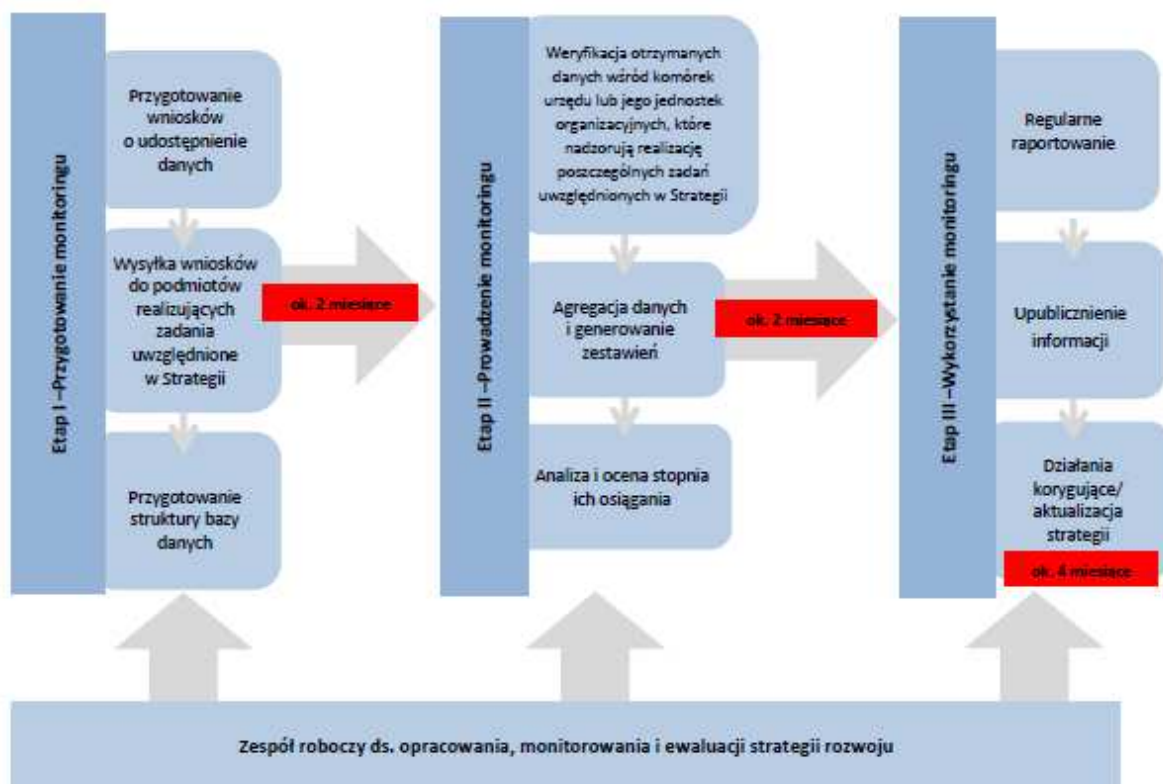 Etap I –Przygotowanie monitoringu
Przygotowanie
wniosków
o udostępnienie
danych
Wysyłka wniosków
do podmiotów
realizujących
zadania
uwzględnione
w Strategii
Przygotowanie
struktury bazy
danych
ok. 2 miesiące
Etap II –Prowadzenie monitoringu
Weryfikacja otrzymanych
danych wśród komórek
urzędu lub jego jednostek
organizacyjnych, które
nadzorują realizację
poszczególnych zadań
uwzględnionych w Strategii
Agregacja danych
i generowanie
zestawień
Analiza i ocena stopnia
ich osiągania
ok. 2 miesiące
Etap III –Wykorzystanie monitoringu
Regularne
raportowanie
Upublicznienie
informacji
Działania
korygujące/
aktualizacja
strategii
ok. 4 miesiące
Zespół roboczy ds. opracowania, monitorowania i ewaluacji strategii rozwoju